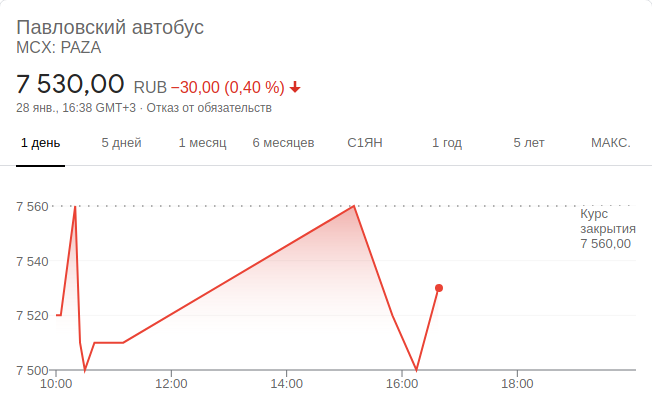 Павловский автобус
MCX: PAZA
7 530,00 RUB −30,00 (0,40 %)
28 янв., 16:38 GMT+3 · Отказ от обязательств
1 день 5 дней 1 месяц 6 месяцев С1ЯН 1 год 5 лет МАКС.
7 560
Курс
закрытия
7 560,00
7 540
7 520
7 500
10:00 12:00 14:00 16:00 18:00